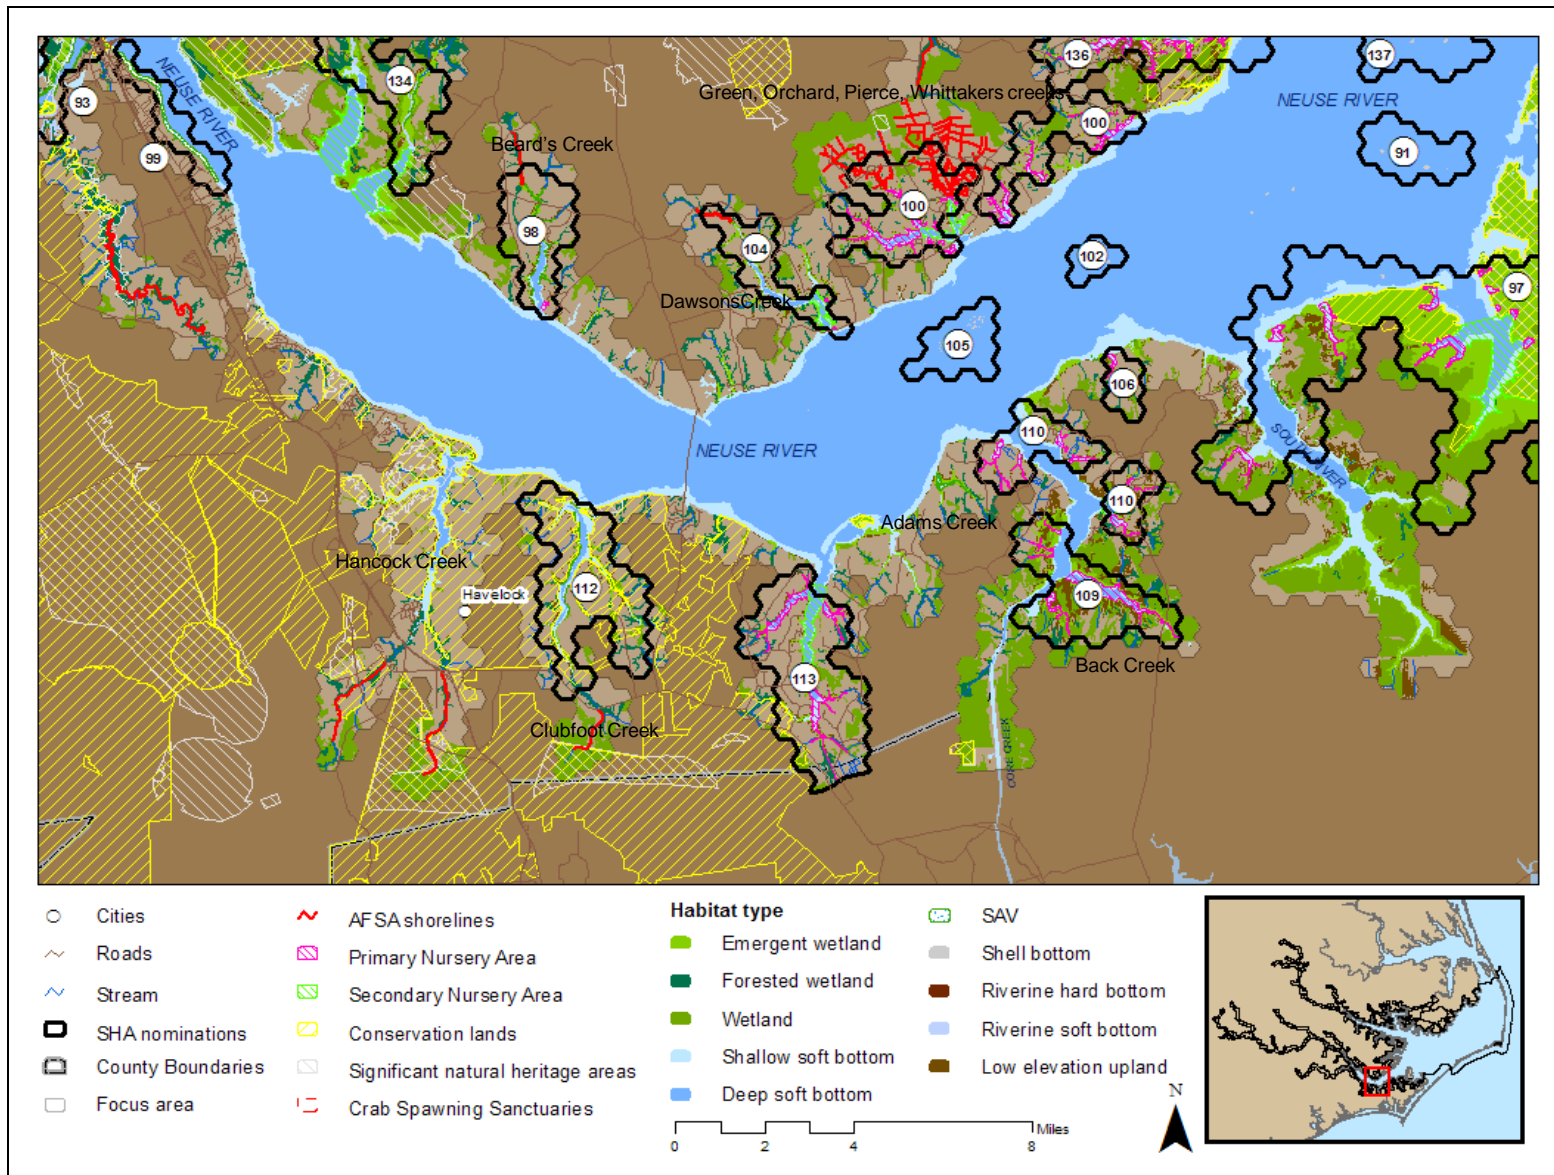 136
137
134
NEUSE RIVER
93
Green, Orchard, Pierce, Whittakers creeks
NEUSE RIVER
100
Beard's Creek
91
99
100
98
104
102
97
DawsonsCreek
105
106
110
SOUTH RIVER
NEUSE RIVER
110
Adams Creek
Hancock Creek
112
Havelock
109
Back Creek
113
Clubfoot Creek
CORE CREEK
Cities
Roads
Stream
SHA nominations
County Boundaries
Focus area
AFSA shorelines
Primary Nursery Area
Secondary Nursery Area
Conservation lands
Significant natural heritage areas
Crab Spawning Sanctuaries
Habitat type
Emergent wetland
Forested wetland
Wetland
Shallow soft bottom
Deep soft bottom
SAV
Shell bottom
Riverine hard bottom
Riverine soft bottom
Low elevation upland
N
Miles
0 2 4 8